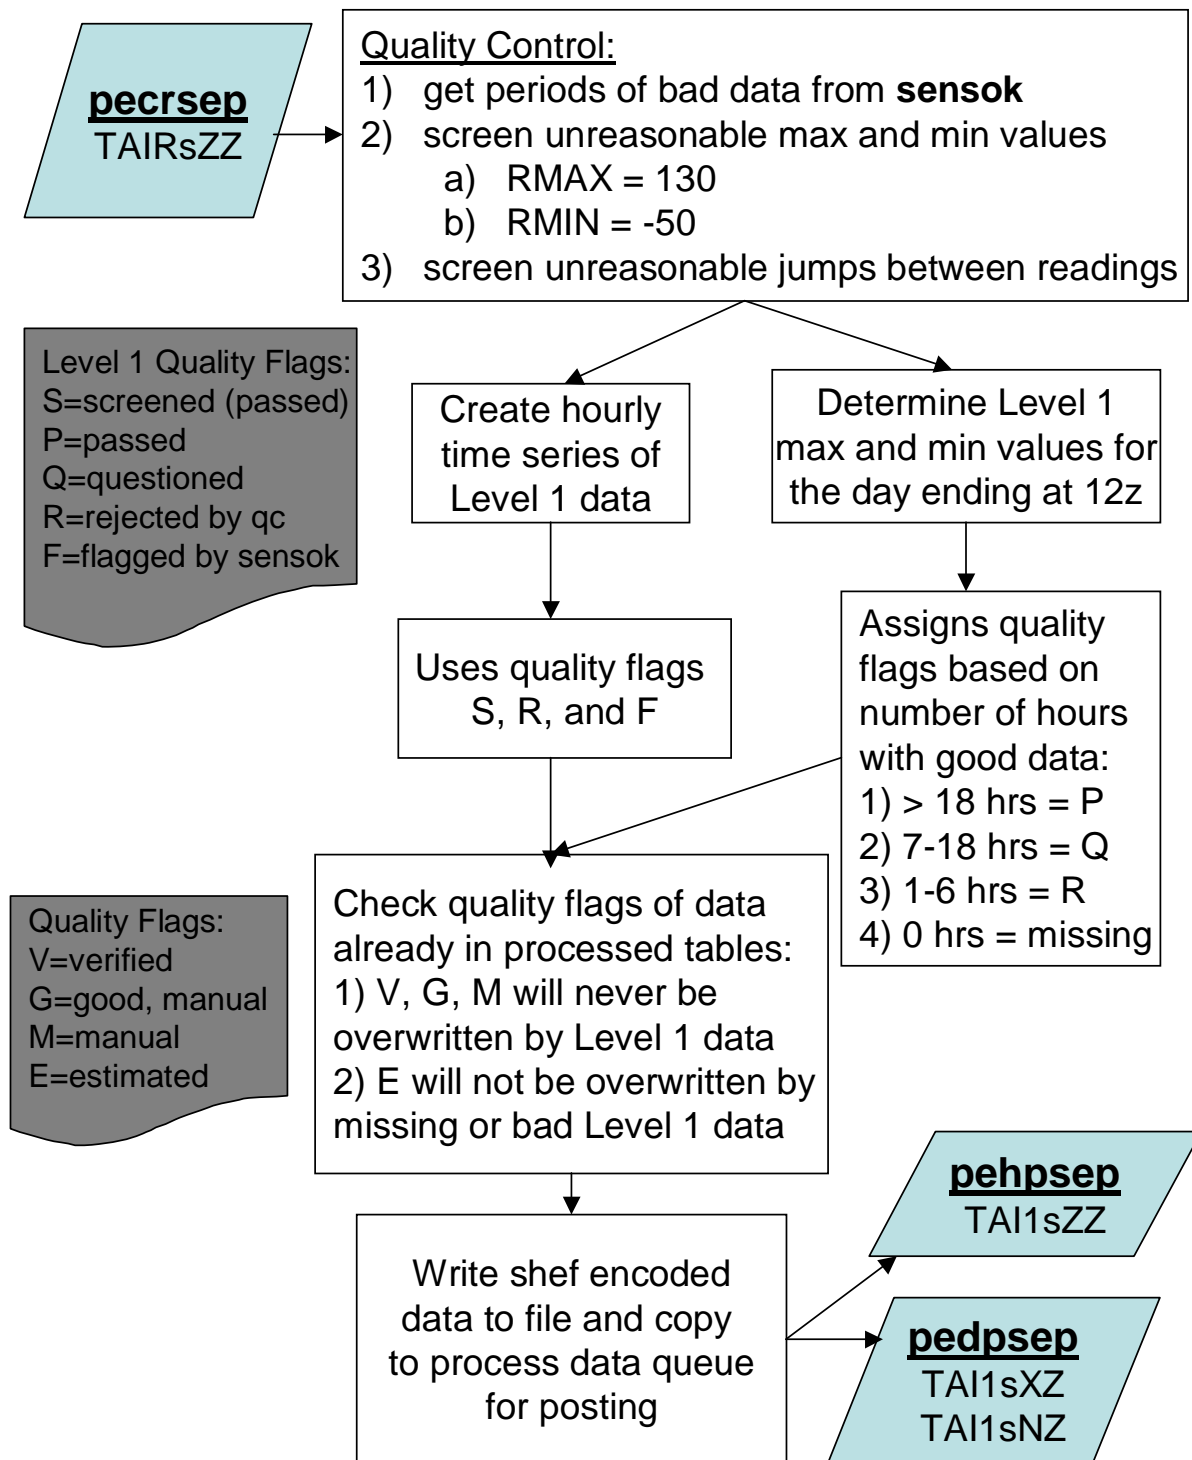 pecrsep
TAIRsZZ
Quality Control:
1) get periods of bad data from sensok
2) screen unreasonable max and min values
a) RMAX = 130
b) RMIN = -50
3) screen unreasonable jumps between readings
Level 1 Quality Flags:
S=screened (passed)
P=passed
Q=questioned
R=rejected by qc
F=flagged by sensok
Create hourly
time series of
Level 1 data
Determine Level 1
max and min values for
the day ending at 12z
Uses quality flags
S, R, and F
Assigns quality
flags based on
number of hours
with good data:
1) > 18 hrs = P
2) 7-18 hrs = Q
3) 1-6 hrs = R
4) 0 hrs = missing
Quality Flags:
V=verified
G=good, manual
M=manual
E=estimated
Check quality flags of data
already in processed tables:
1) V, G, M will never be
overwritten by Level 1 data
2) E will not be overwritten by
missing or bad Level 1 data
Write shef encoded
data to file and copy
to process data queue
for posting
pehpsep
TAI1sZZ
pedpsep
TAI1sXZ
TAI1sNZ